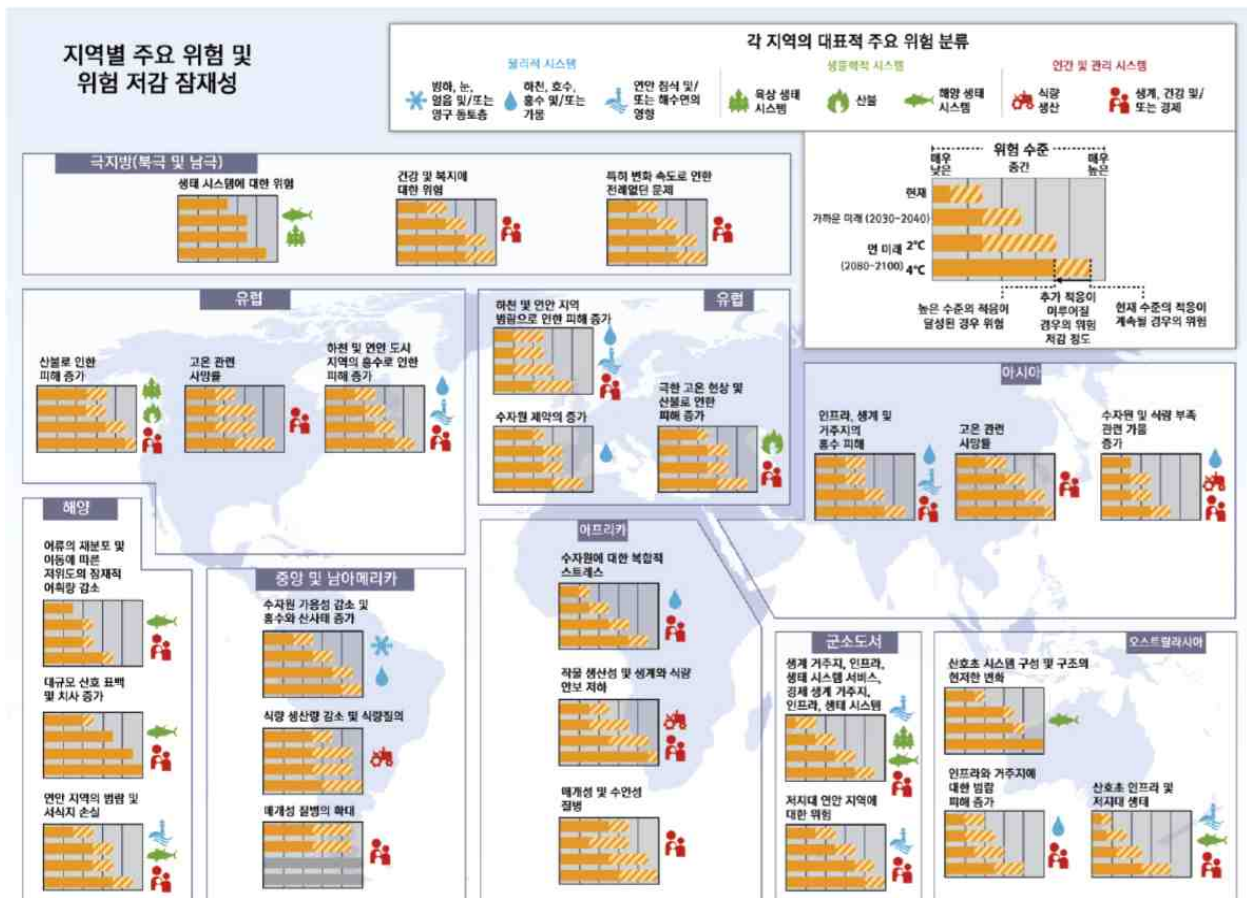 지역별 주요 위험 및
위험 저감 잠재성
각 지역의 대표적 주요 위험 분류
물리적 시스템
빙하, 눈,
얼음 및/또는
영구 동토층
하천, 호수,
홍수 및/또는
가뭄
연안 침식 및/
또는 해수면의
영향
생물학적 시스템
육상 생태
시스템
산불
해양 생태
시스템
인간 및 관리 시스템
식량
생산
생계, 건강 및/
또는 경제
위험 수준
매우
낮은
중간
매우
높은
현재
가까운 미래 (2030-2040)
먼 미래
(2080-2100)
2°C
4°C
높은 수준의 적응이
달성된 경우 위험
추가 적응이
이루어질
경우의 위험
저감 정도
현재 수준의 적응이
계속될 경우의 위험
극지방(북극 및 남극)
생태 시스템에 대한 위험
건강 및 복지에
대한 위험
특히 변화 속도로 인한
전례없던 문제
유럽
산불로 인한
피해 증가
고온 관련
사망률
하천 및 연안 도시
지역의 홍수로 인한
피해 증가
유럽
하천 및 연안 지역
범람으로 인한 피해 증가
수자원 제약의 증가
극한 고온 현상 및
산불로 인한
피해 증가
아시아
인프라, 생계 및
거주지의
홍수 피해
고온 관련
사망률
수자원 및 식량 부족
관련 가뭄
증가
해양
어류의 재분포 및
이동에 따른
저위도의 잠재적
어획량 감소
대규모 산호 표백
및 치사 증가
연안 지역의 범람 및
서식지 손실
중앙 및 남아메리카
수자원 가용성 감소 및
홍수와 산사태 증가
식량 생산량 감소 및 식량질의
매개성 질병의 확대
아프리카
수자원에 대한 복합적
스트레스
작물 생산성 및 생계와 식량
안보 저하
매개성 및 수인성
질병
군소도서
생계 거주지, 인프라,
생태 시스템 서비스,
경제 생계 거주지,
인프라, 생태 시스템
저지대 연안 지역에
대한 위험
오스트랄라시아
산호초 시스템 구성 및 구조의
현저한 변화
인프라와 거주지에
대한 범람
피해 증가
산호초 인프라 및
저지대 생태